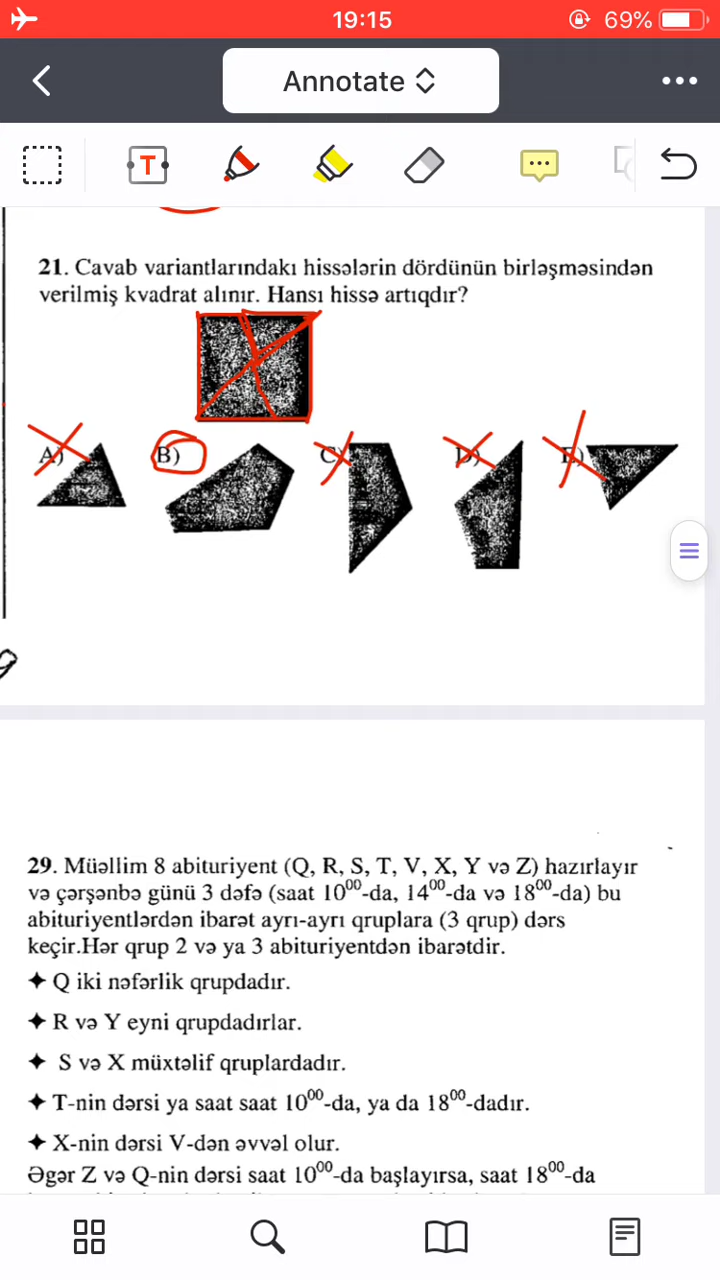 19:15
69%
Annotate
T
21. Cavab variantlarındakı hissələrin dördünün birləşməsindən
verilmiş kvadrat alınır. Hansı hissə artıqdır?
A) B) C) D) E)
29. Müəllim 8 abituriyent (Q, R, S, T, V, X, Y və Z) hazırlayır
və çərşənbə günü 3 dəfə (saat 10⁰⁰-da, 14⁰⁰-da və 18⁰⁰-da) bu
abituriyentlərdən ibarət ayrı-ayrı qruplara (3 qrup) dərs
keçir.Hər qrup 2 və ya 3 abituriyentdən ibarətdir.
✦ Q iki nəfərlik qrupdadır.
✦ R və Y eyni qrupdadırlar.
✦ S və X müxtəlif qruplardadır.
✦ T-nin dərsi ya saat saat 10⁰⁰-da, ya da 18⁰⁰-dadır.
✦ X-nin dərsi V-dən əvvəl olur.
Əgər Z və Q-nin dərsi saat 10⁰⁰-da başlayırsa, saat 18⁰⁰-da